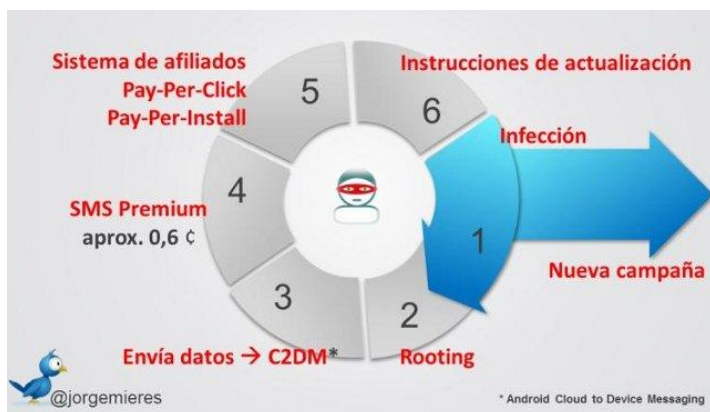 Sistema de afiliados
Pay-Per-Click
Pay-Per-Install
5
Instrucciones de actualización
6
Infección
1
Nueva campaña
SMS Premium
aprox. 0,6 ¢
4
3
2
Envía datos → C2DM*
Rooting
@jorgemieres
* Android Cloud to Device Messaging